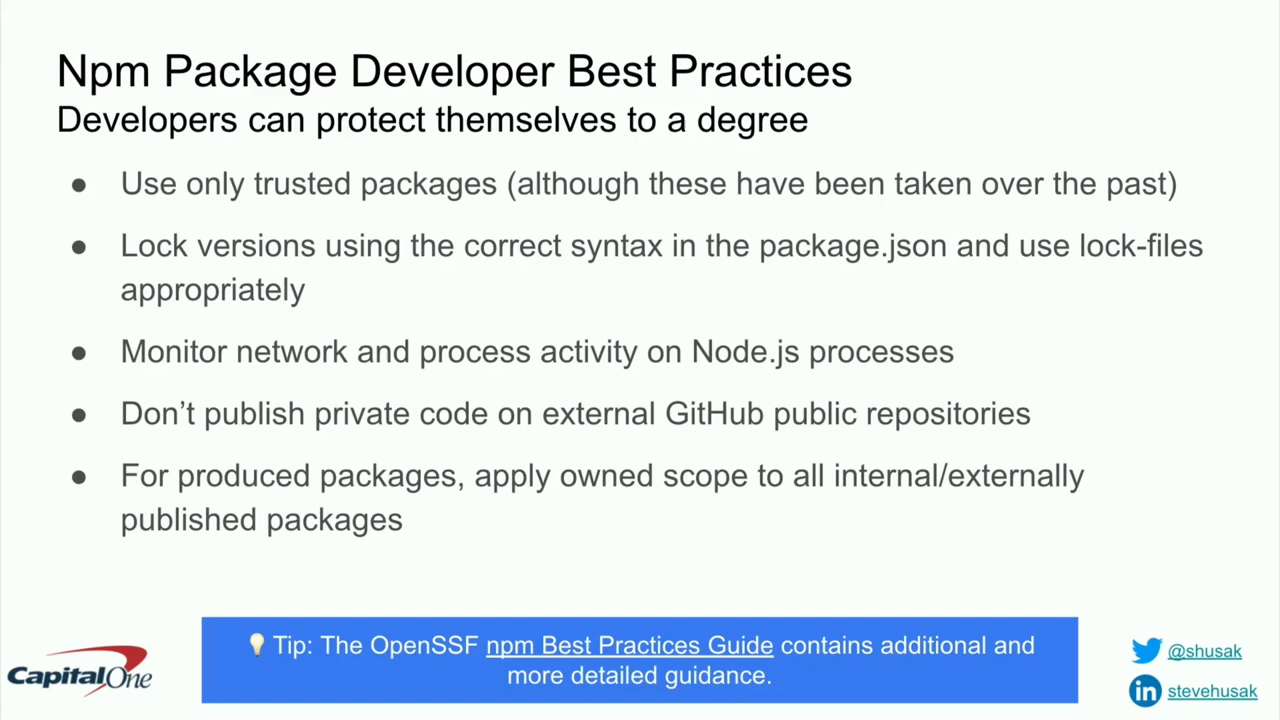 Npm Package Developer Best Practices
Developers can protect themselves to a degree
● Use only trusted packages (although these have been taken over the past)
● Lock versions using the correct syntax in the package.json and use lock-files
appropriately
● Monitor network and process activity on Node.js processes
● Don’t publish private code on external GitHub public repositories
● For produced packages, apply owned scope to all internal/externally
published packages
💡 Tip: The OpenSSF npm Best Practices Guide contains additional and
more detailed guidance.
Capital One
@shusak
in stevehusak